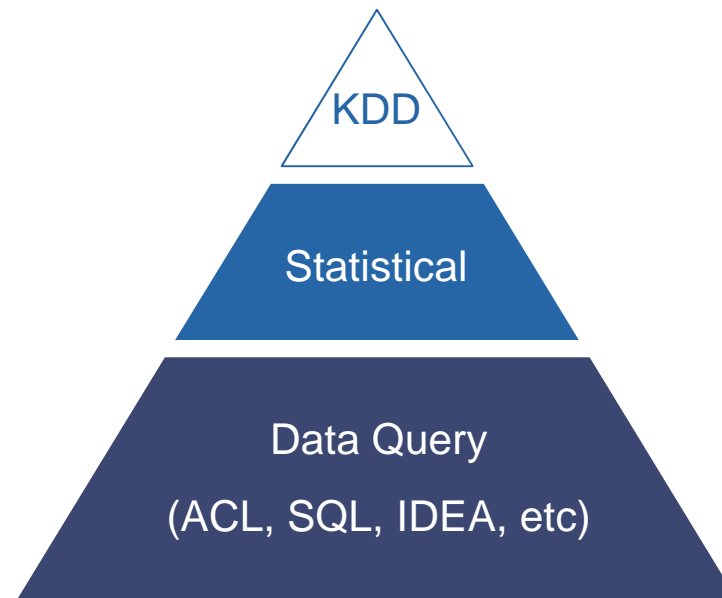 KDD
Statistical
Data Query
(ACL, SQL, IDEA, etc)